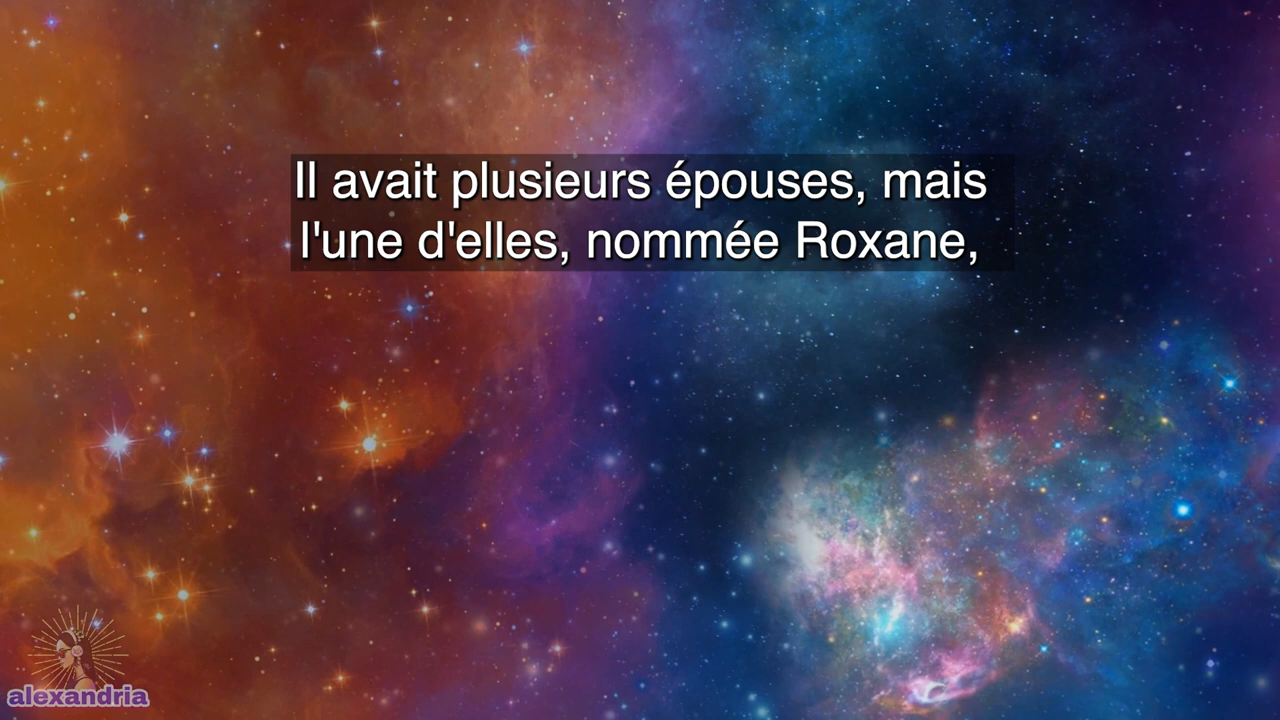 Il avait plusieurs épouses, mais
l'une d'elles, nommée Roxane,
alexandria